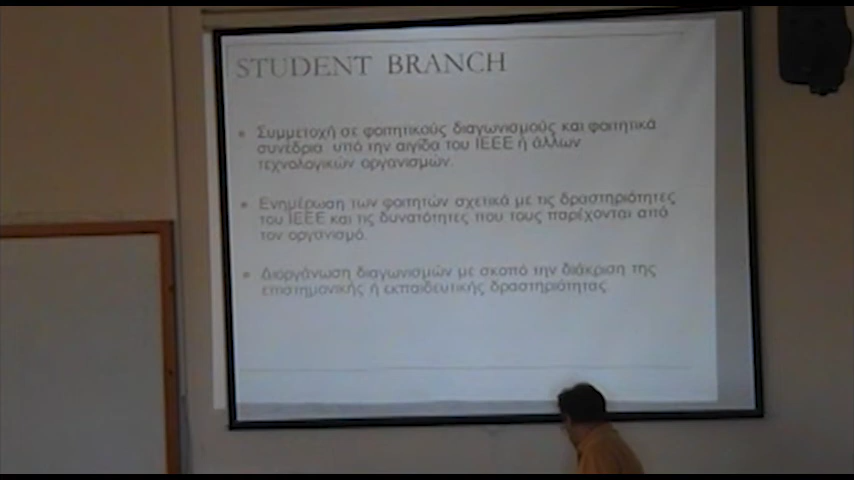 STUDENT BRANCH
Συμμετοχή σε φοιτητικούς διαγωνισμούς και φοιτητικά
συνέδρια υπό την αιγίδα του ΙΕΕΕ ή άλλων
τεχνολογικών οργανισμών.
Ενημέρωση των φοιτητών σχετικά με τις δραστηριότητες
του ΙΕΕΕ και τις δυνατότητες που τους παρέχονται από
τον οργανισμό.
Διοργάνωση διαγωνισμών με σκοπό την διάκριση της
επιστημονικής ή εκπαιδευτικής δραστηριότητας.